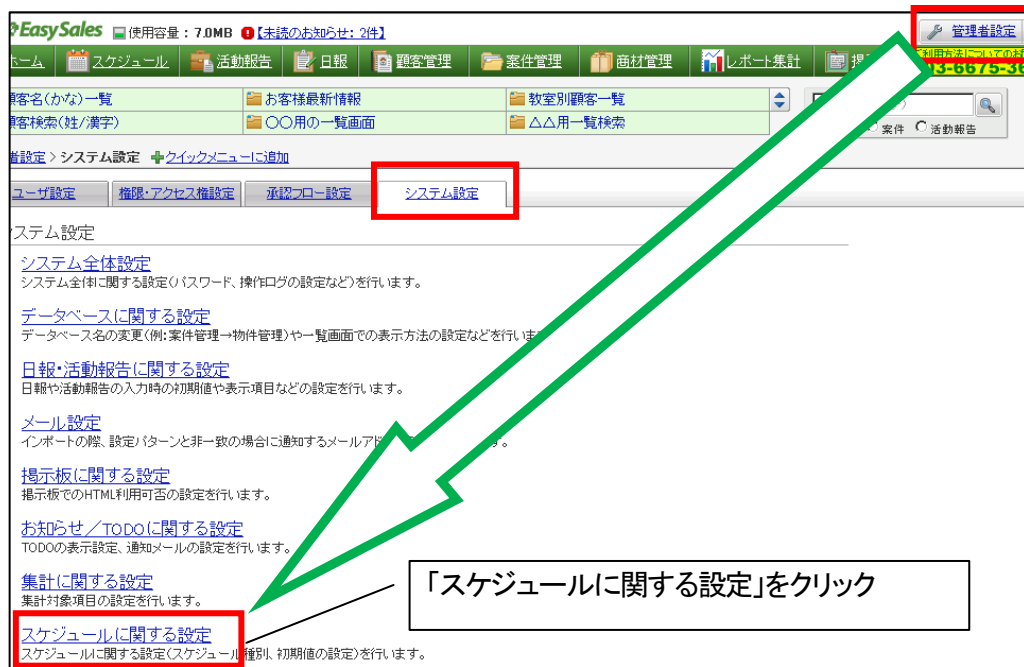 EasySales 使用容量：7.0MB 【未読のお知らせ：2件】
管理者設定
ホーム スケジュール 活動報告 日報 顧客管理 案件管理 商材管理 レポート集計
顧客名(かな)一覧 お客様最新情報 教室別顧客一覧
顧客検索(姓/漢字) 〇〇用の一覧画面 △△用一覧検索
案件 活動報告
者設定 > システム設定 クイックメニューに追加
ユーザ設定 権限・アクセス権設定 承認フロー設定 システム設定
システム設定
システム全体設定
システム全体に関する設定(パスワード、操作ログの設定など)を行います。
データベースに関する設定
データベース名の変更(例:案件管理→物件管理)や一覧画面での表示方法の設定などを行いま
日報・活動報告に関する設定
日報や活動報告の入力時の初期値や表示項目などの設定を行います。
メール設定
インポートの際、設定パターンと非一致の場合に通知するメールアド
す。
掲示板に関する設定
掲示板でのHTML利用可否の設定を行います。
お知らせ／TODOに関する設定
TODOの表示設定、通知メールの設定を行います。
集計に関する設定
集計対象項目の設定を行います。
「スケジュールに関する設定」をクリック
スケジュールに関する設定
スケジュールに関する設定(スケジュール種別、初期値の設定)を行います。